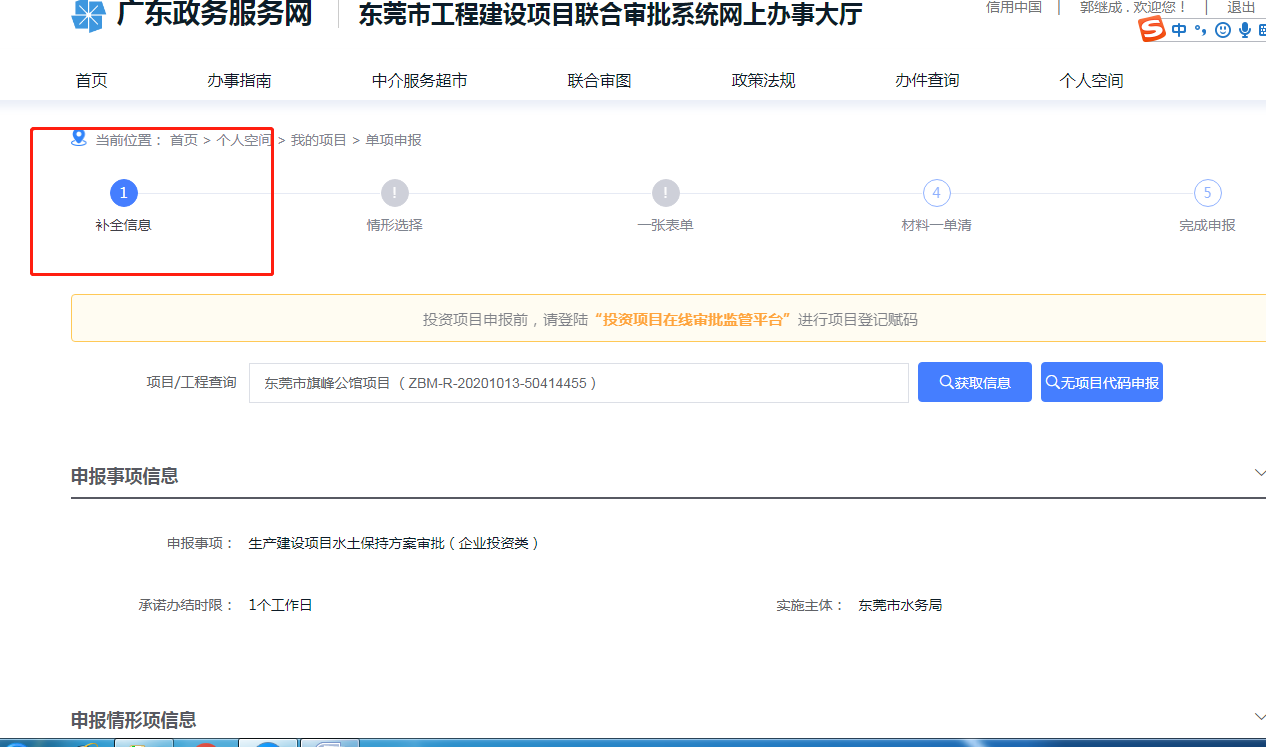 广东政务服务网 东莞市工程建设项目联合审批系统网上办事大厅 信用中国 郭继成 . 欢迎您！ 退出
中
首页 办事指南 中介服务超市 联合审图 政策法规 办件查询 个人空间
当前位置： 首页 > 个人空间 > 我的项目 > 单项申报
1 ! ! 4 5
补全信息 情形选择 一张表单 材料一单清 完成申报
投资项目申报前，请登陆“投资项目在线审批监管平台”进行项目登记赋码
项目/工程查询 东莞市旗峰公馆项目（ZBM-R-20201013-50414455） 获取信息 无项目代码申报
申报事项信息
申报事项： 生产建设项目水土保持方案审批（企业投资类）
承诺办结时限： 1个工作日 实施主体： 东莞市水务局
申报情形项信息